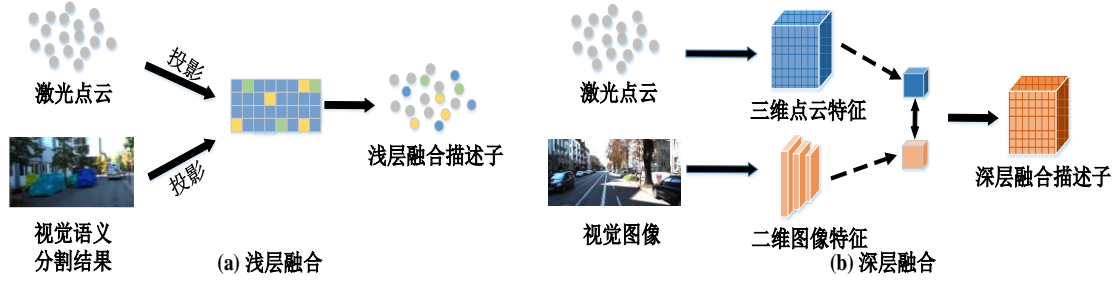 激光点云
投影
投影
视觉语义
分割结果
浅层融合描述子
(a) 浅层融合
激光点云
三维点云特征
视觉图像
二维图像特征
深层融合描述子
(b) 深层融合